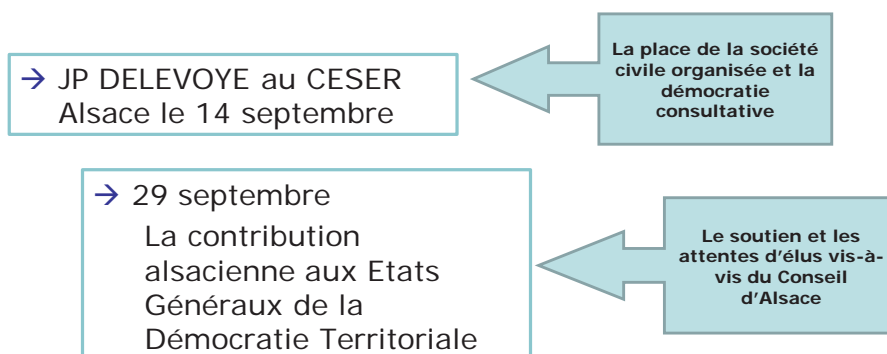 → JP DELEVOYE au CESER
Alsace le 14 septembre
La place de la société
civile organisée et la
démocratie
consultative
→ 29 septembre
La contribution
alsacienne aux Etats
Généraux de la
Démocratie Territoriale
Le soutien et les
attentes d'élus vis-à-
vis du Conseil
d'Alsace